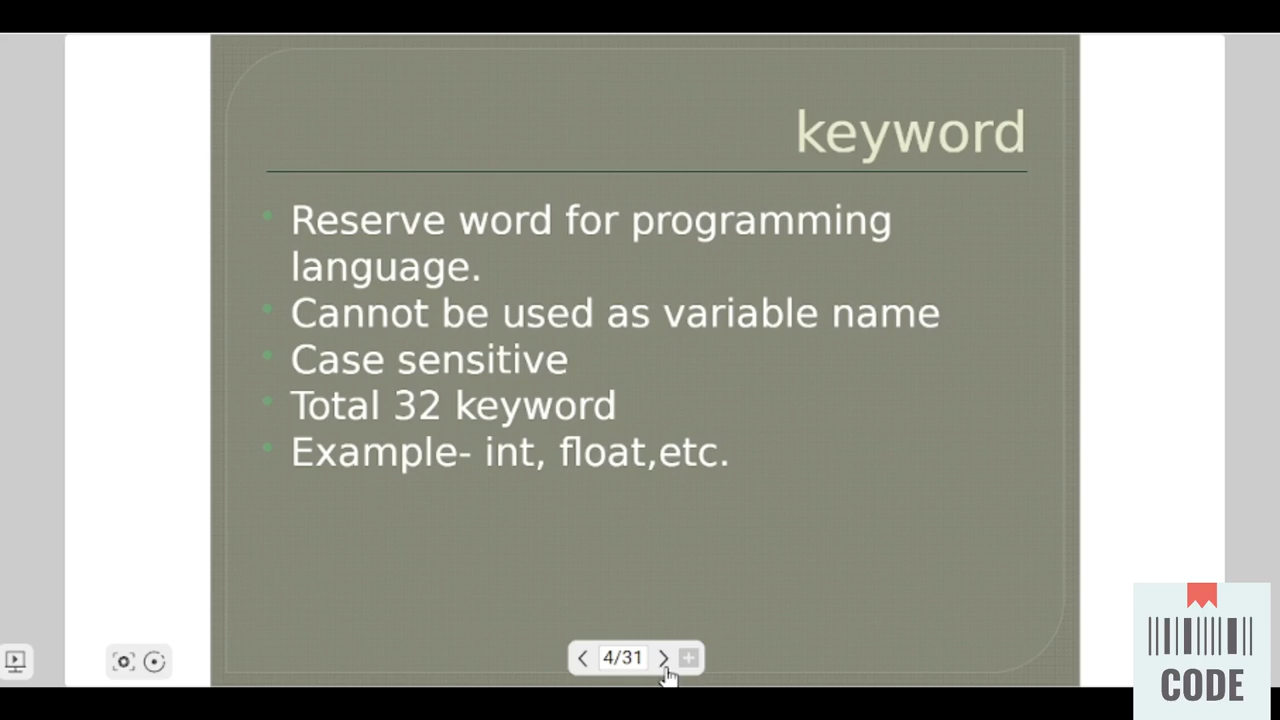 keyword
Reserve word for programming
language.
Cannot be used as variable name
Case sensitive
Total 32 keyword
Example- int, float,etc.
4/31
CODE